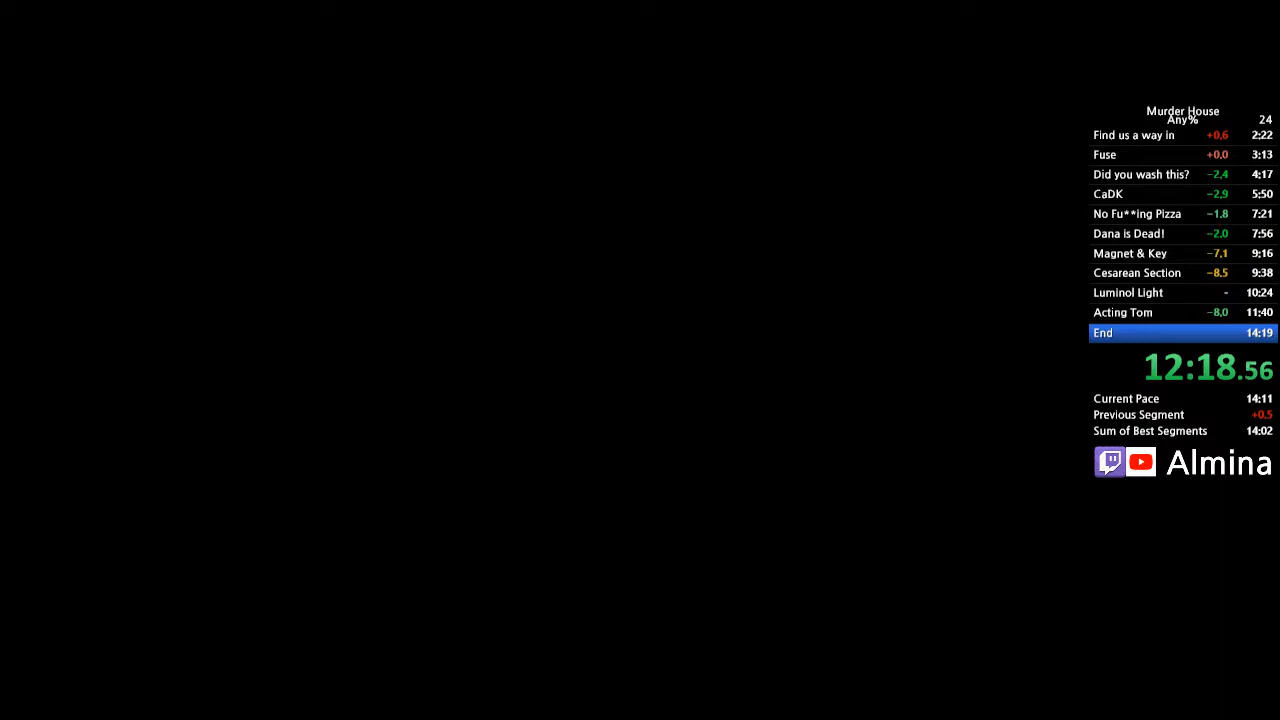 Murder House
Any% 24
Find us a way in +0.6 2:22
Fuse +0.0 3:13
Did you wash this? −2.4 4:17
CaDK −2.9 5:50
No Fu**ing Pizza −1.8 7:21
Dana is Dead! −2.0 7:56
Magnet & Key −7.1 9:16
Cesarean Section −8.5 9:38
Luminol Light - 10:24
Acting Tom −8.0 11:40
End 14:19
12:18.56
Current Pace 14:11
Previous Segment +0.5
Sum of Best Segments 14:02
Almina